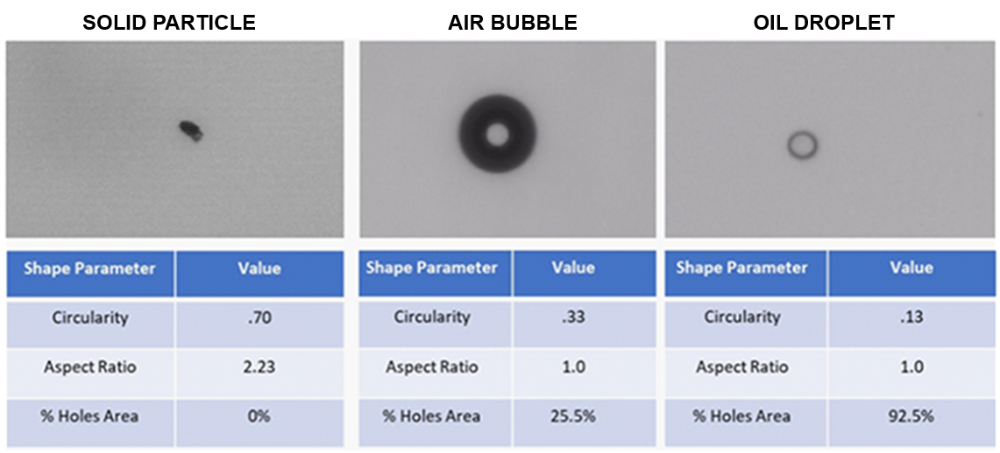 SOLID PARTICLE
AIR BUBBLE
OIL DROPLET
Shape Parameter Value
Circularity .70
Aspect Ratio 2.23
% Holes Area 0%
Shape Parameter Value
Circularity .33
Aspect Ratio 1.0
% Holes Area 25.5%
Shape Parameter Value
Circularity .13
Aspect Ratio 1.0
% Holes Area 92.5%